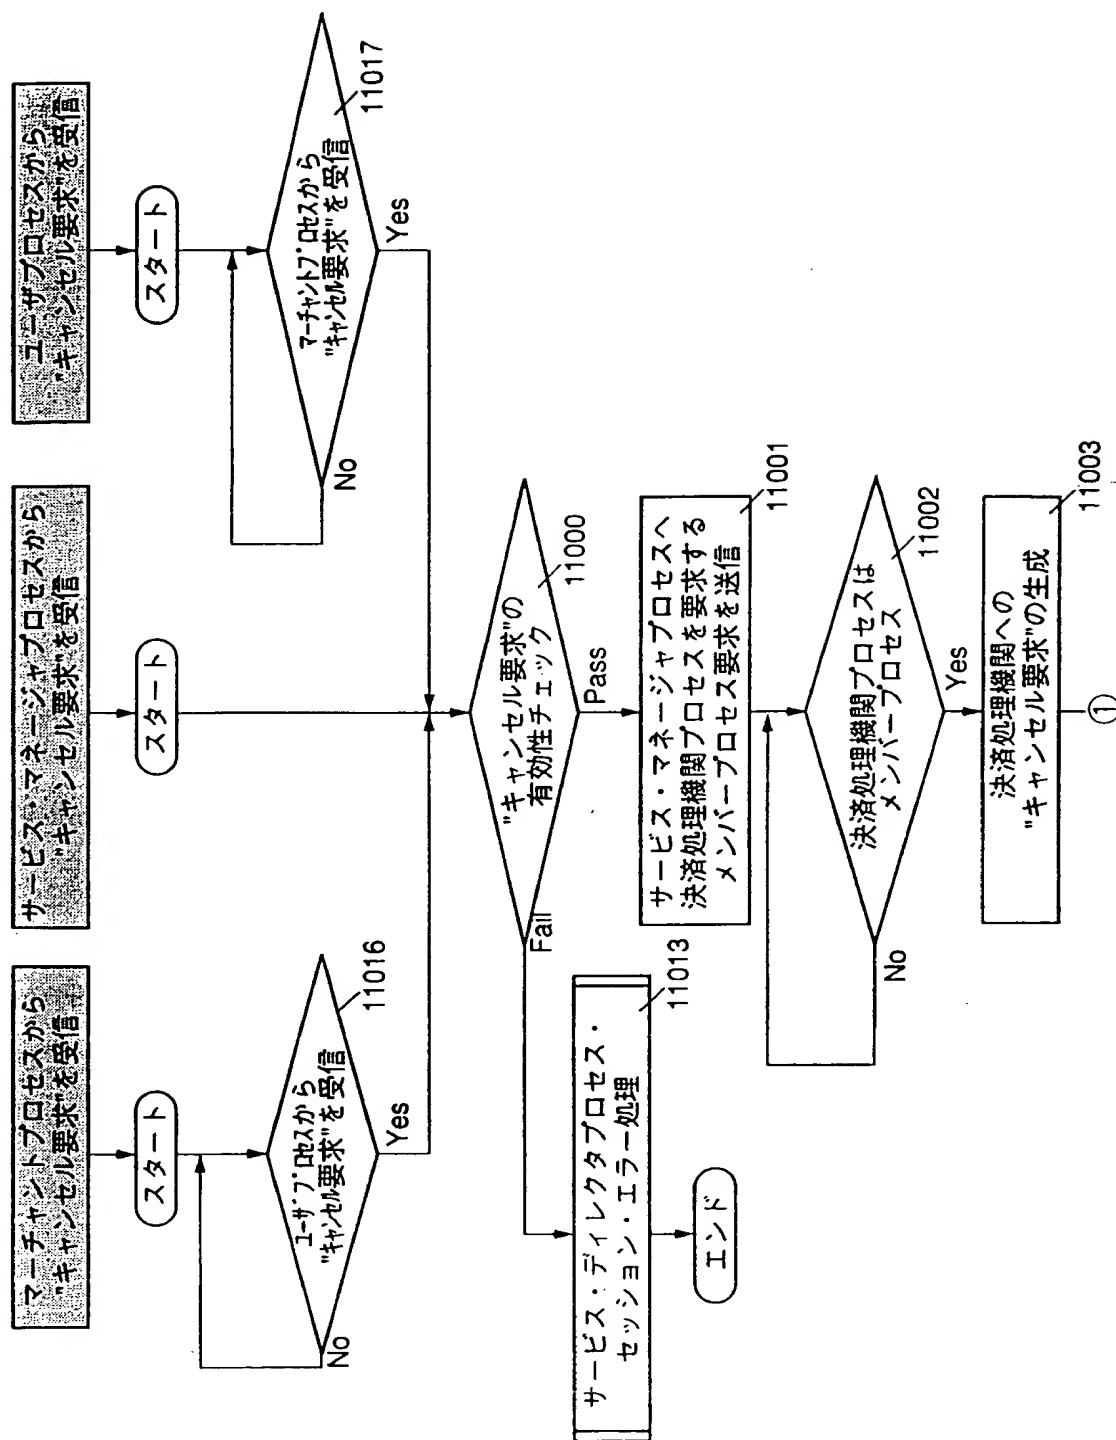 マーチャントプロセスから
"キャンセル要求"を受信
スタート
ユーザプロセスから
"キャンセル要求"を受信
11016
No
Yes
サービス・マネージャプロセスから
"キャンセル要求"を受信
スタート
ユーザプロセスから
"キャンセル要求"を受信
スタート
マーチャントプロセスから
"キャンセル要求"を受信
11017
No
Yes
"キャンセル要求"の
有効性チェック
11000
Fail
Pass
サービス・ディレクタプロセス・
セッション・エラー処理
11013
エンド
サービス・マネージャプロセスへ
決済処理機関プロセスを要求する
メンバープロセス要求を送信
11001
決済処理機関プロセスは
メンバープロセス
11002
No
Yes
決済処理機関への
"キャンセル要求"の生成
11003
①